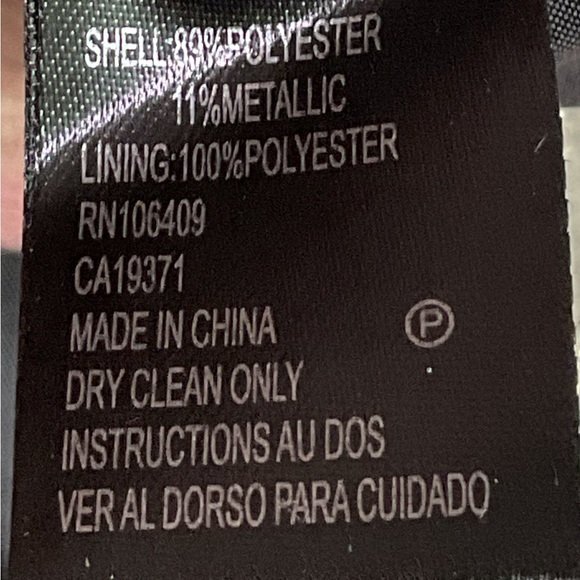 SHELL:89%POLYESTER
11%METALLIC
LINING:100%POLYESTER
RN106409
CA19371
MADE IN CHINA
P
DRY CLEAN ONLY
INSTRUCTIONS AU DOS
VER AL DORSO PARA CUIDADO